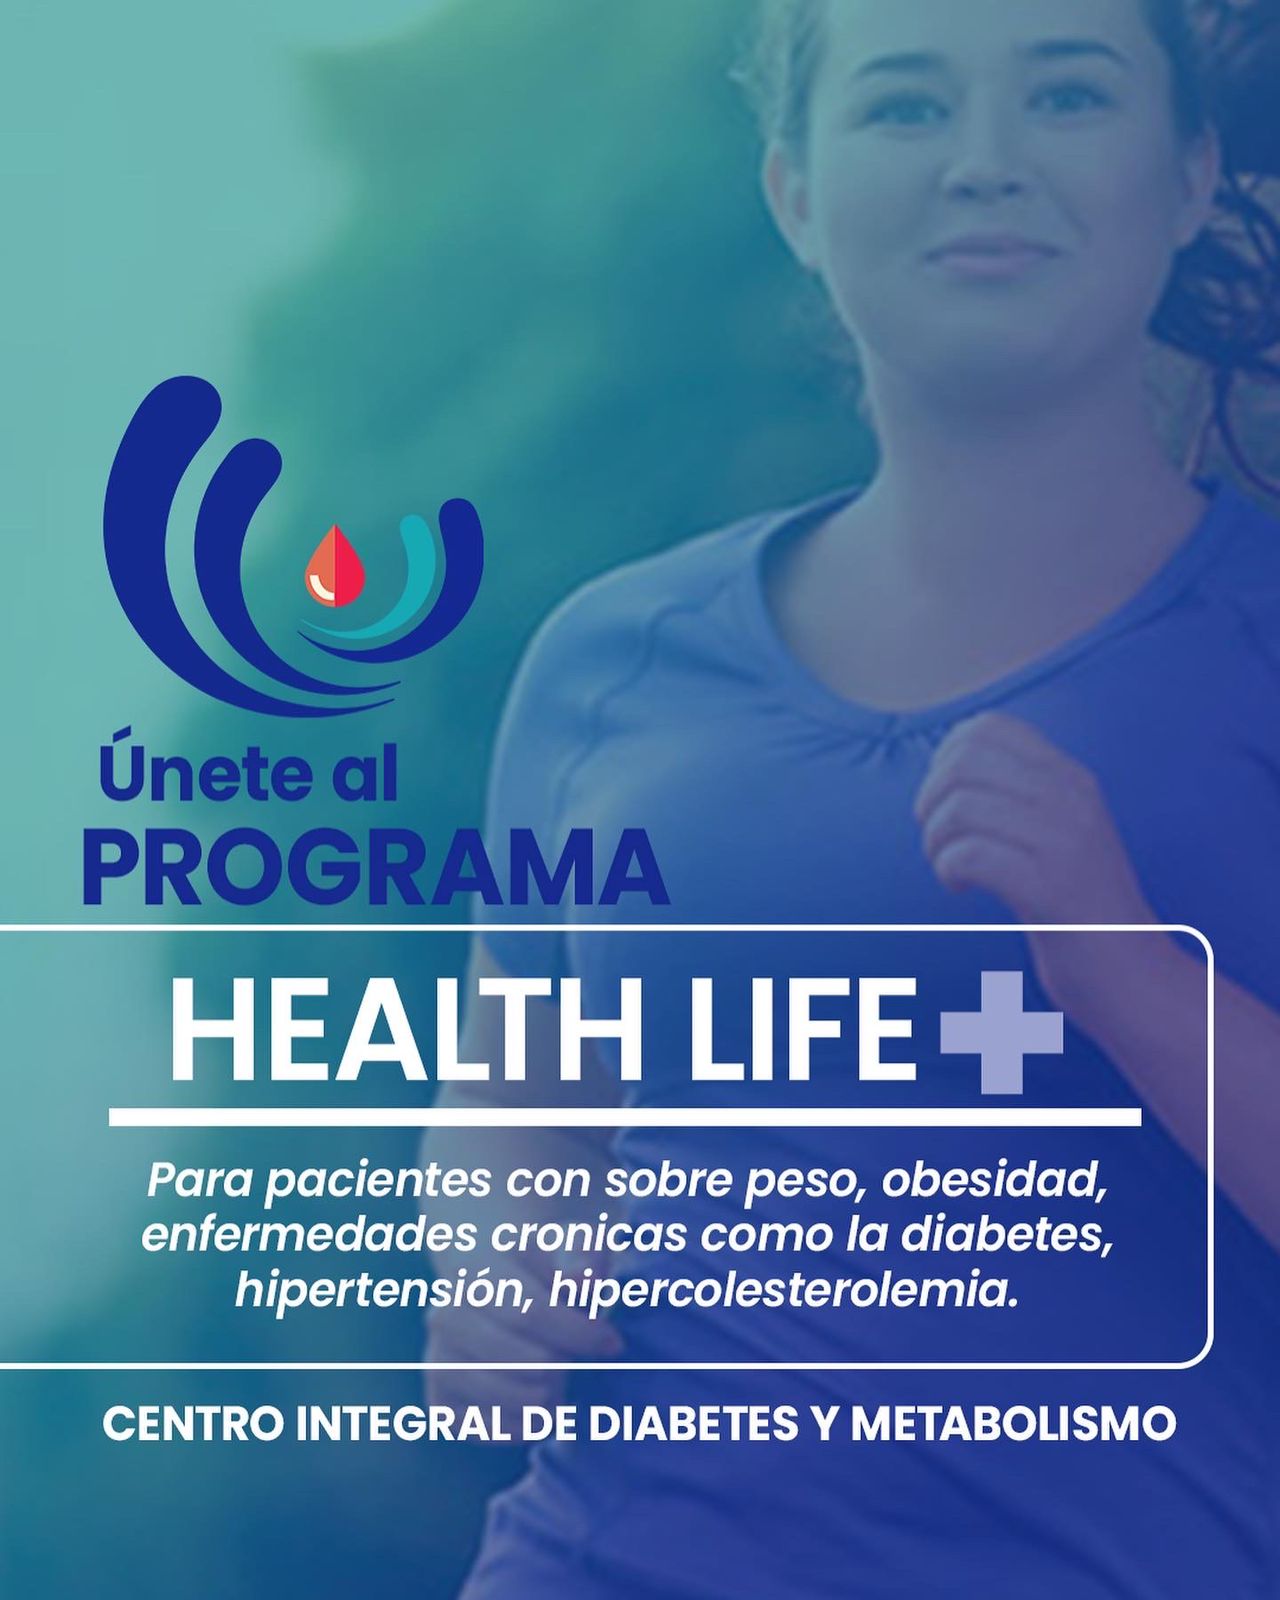 Únete al
PROGRAMA
HEALTH LIFE+
Para pacientes con sobre peso, obesidad,
enfermedades cronicas como la diabetes,
hipertensión, hipercolesterolemia.
CENTRO INTEGRAL DE DIABETES Y METABOLISMO